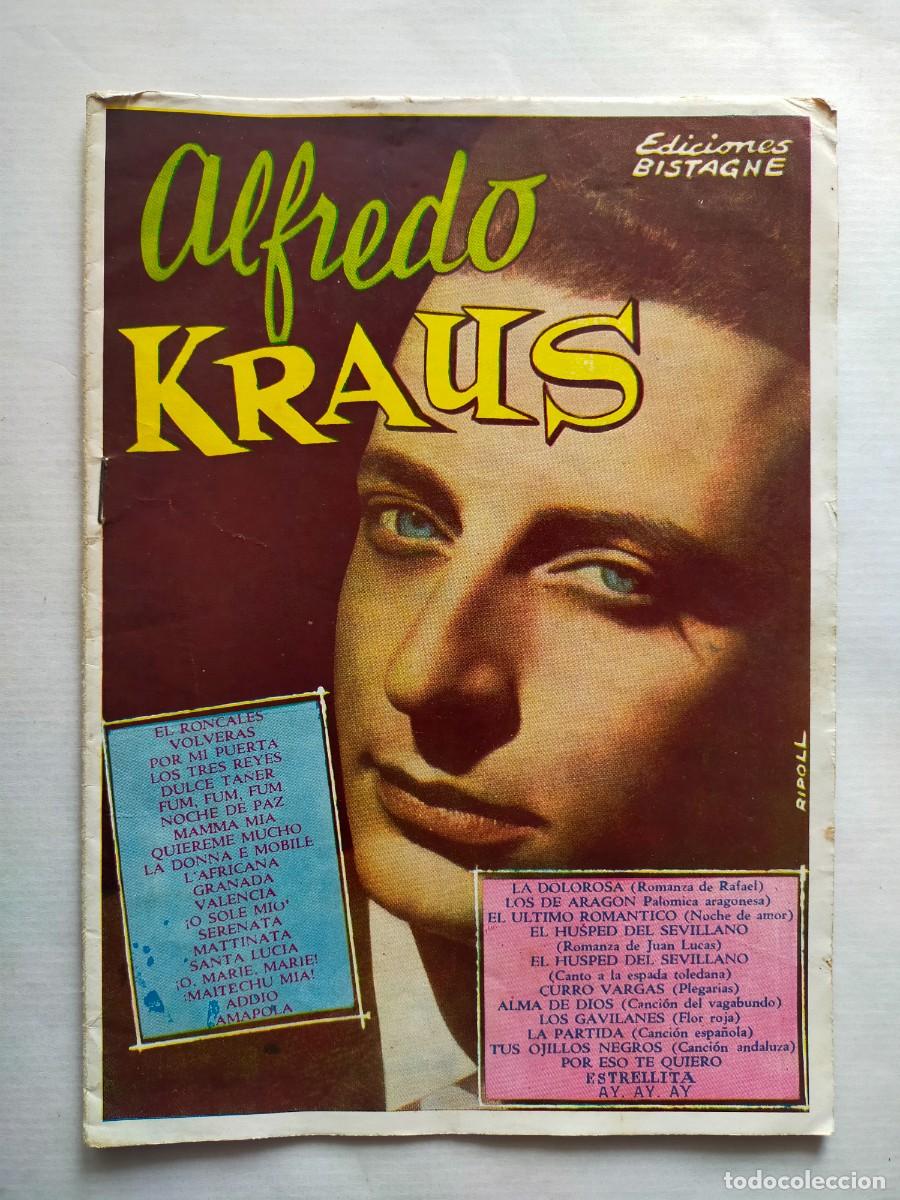 Alfredo
KRAUS
Ediciones
BISTAGNE
EL RONCALES
VOLVERAS
POR MI PUERTA
LOS TRES REYES
DULCE TAÑER
FUM, FUM, FUM
NOCHE DE PAZ
MAMMA MIA
QUIEREME MUCHO
LA DONNA E MOBILE
L'AFRICANA
GRANADA
VALENCIA
¡O SOLE MIO'
SERENATA
MATTINATA
SANTA LUCIA
¡O, MARIE, MARIE!
¡MAITECHU MIA!
ADDIO
AMAPOLA
RIPOLL
LA DOLOROSA (Romanza de Rafael)
LOS DE ARAGON Palomica aragonesa)
EL ULTIMO ROMANTICO (Noche de amor)
EL HUSPED DEL SEVILLANO
(Romanza de Juan Lucas)
EL HUSPED DEL SEVILLANO
(Canto a la espada toledana)
CURRO VARGAS (Plegarias)
ALMA DE DIOS (Canción del vagabundo)
LOS GAVILANES (Flor roja)
LA PARTIDA (Canción española)
TUS OJILLOS NEGROS (Canción andaluza)
POR ESO TE QUIERO
ESTRELLITA
AY. AY. AY
todocoleccion